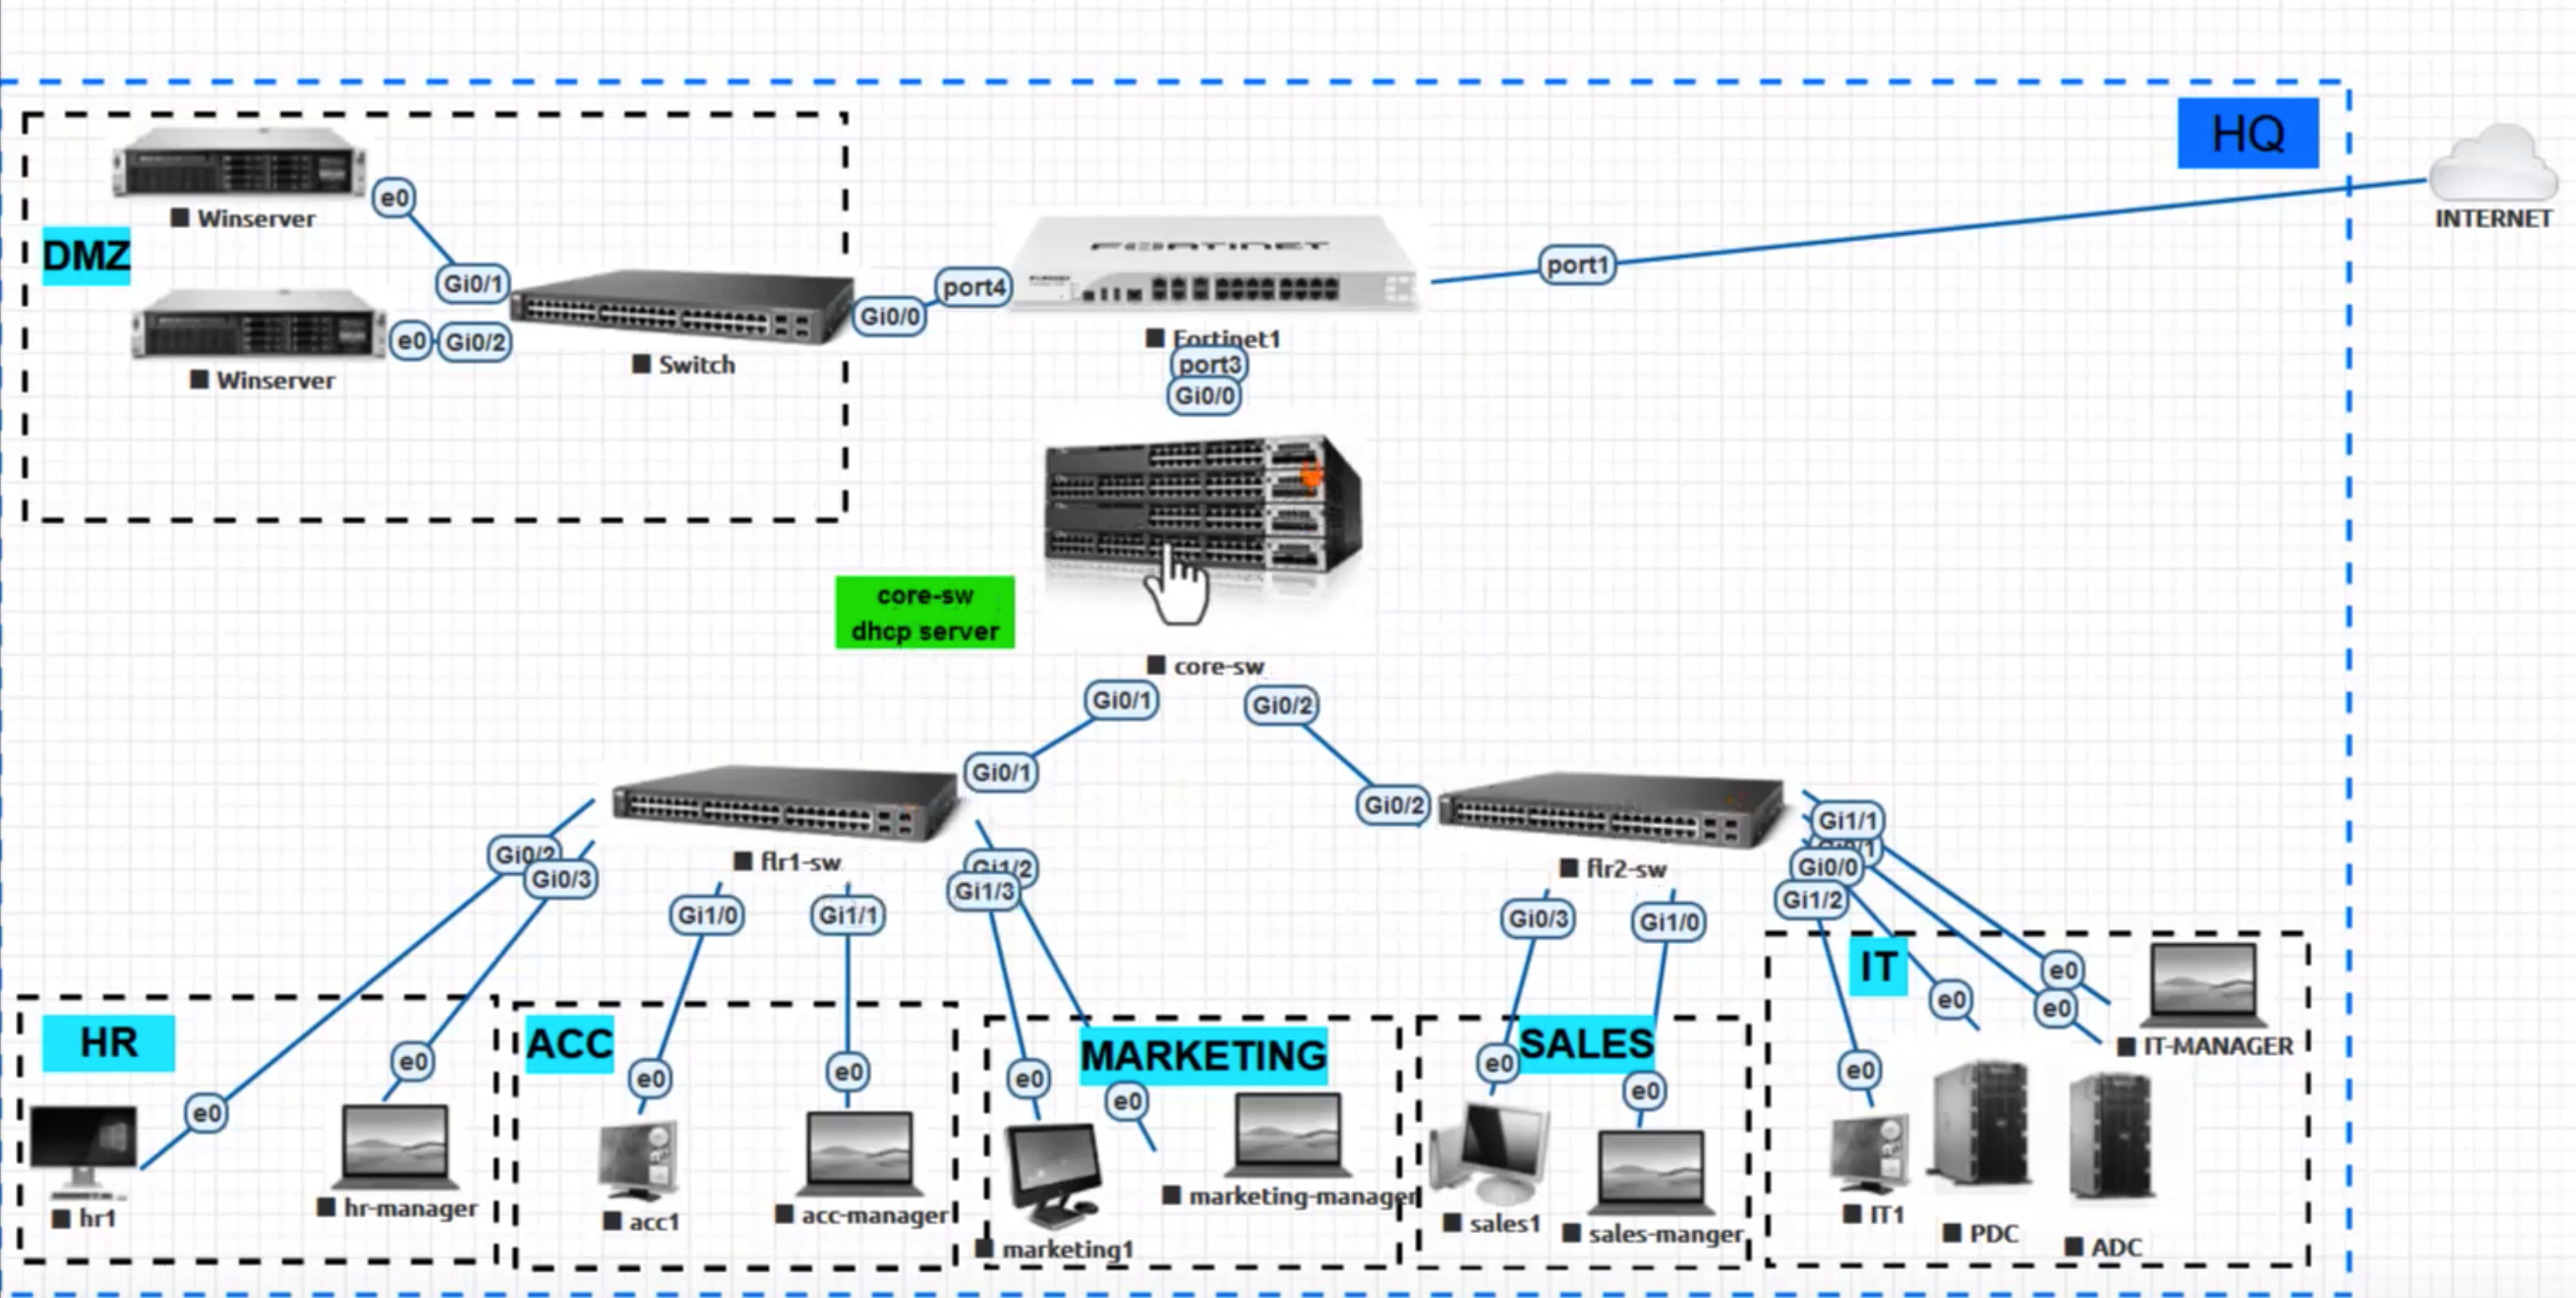 HQ
INTERNET
Winserver
e0
DMZ
Gi0/1
Winserver
e0
Gi0/2
Switch
Gi0/0
port4
FORTINET
Fortinet1
port1
port3
Gi0/0
core-sw
dhcp server
core-sw
Gi0/1
Gi0/2
Gi0/1
Gi0/2
flr1-sw
flr2-sw
Gi0/2
Gi0/3
Gi1/0
Gi1/1
Gi1/2
Gi1/3
Gi0/3
Gi1/0
Gi1/1
Gi0/1
Gi0/0
Gi1/2
HR
e0
e0
hr1
hr-manager
ACC
e0
e0
acc1
acc-manager
MARKETING
e0
e0
marketing1
marketing-manager
SALES
e0
e0
sales1
sales-manger
IT
e0
e0
e0
e0
IT-MANAGER
IT1
PDC
ADC